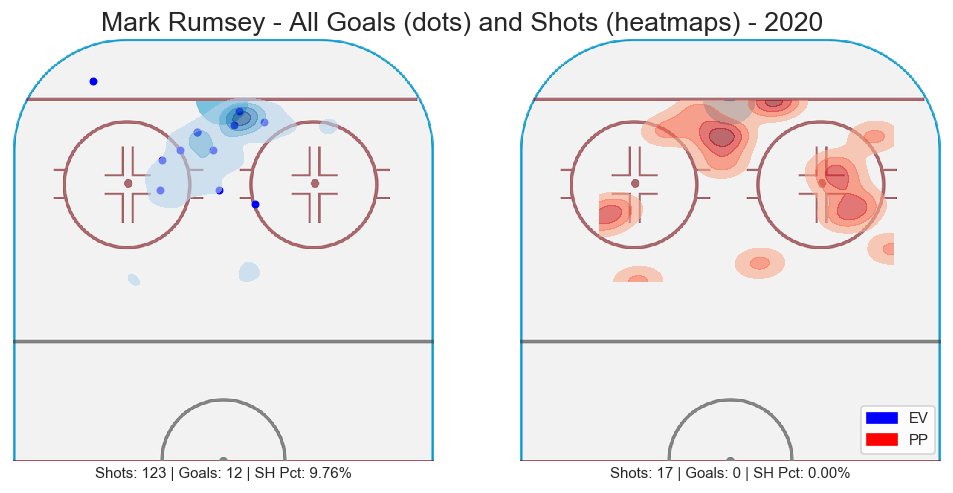 Mark Rumsey - All Goals (dots) and Shots (heatmaps) - 2020
EV
PP
Shots: 123 | Goals: 12 | SH Pct: 9.76%
Shots: 17 | Goals: 0 | SH Pct: 0.00%